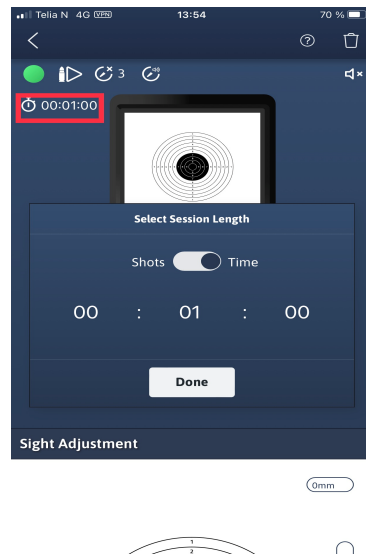 Telia N 4G VPN 13:54 70 %
?
3
00:01:00
Select Session Length
Shots Time
00 : 01 : 00
Done
Sight Adjustment
0mm
1
2